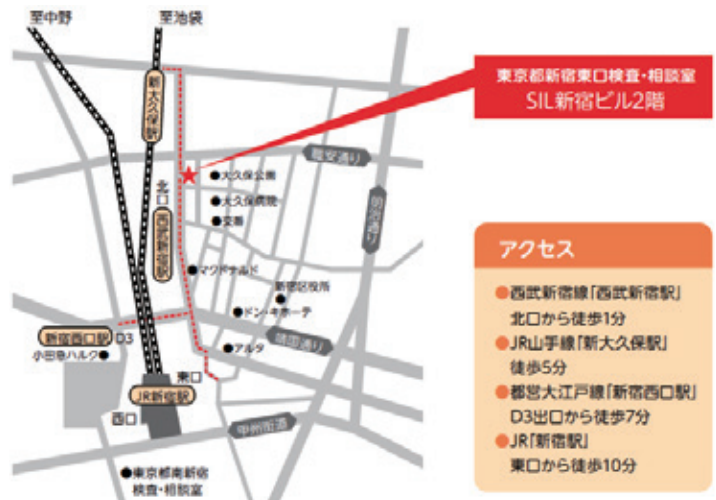 至中野
至池袋
新大久保駅
東京都新宿東口検査・相談室
SIL新宿ビル2階
職安通り
大久保公園
北口
西武新宿駅
大久保病院
交番
明治通り
マクドナルド
新宿区役所
ドン・キホーテ
新宿西口駅 D3
小田急ハルク
アルタ
靖国通り
東口
JR新宿駅
西口
甲州街道
東京都南新宿
検査・相談室
アクセス
西武新宿線「西武新宿駅」
北口から徒歩1分
JR山手線「新大久保駅」
徒歩5分
都営大江戸線「新宿西口駅」
D3出口から徒歩7分
JR「新宿駅」
東口から徒歩10分